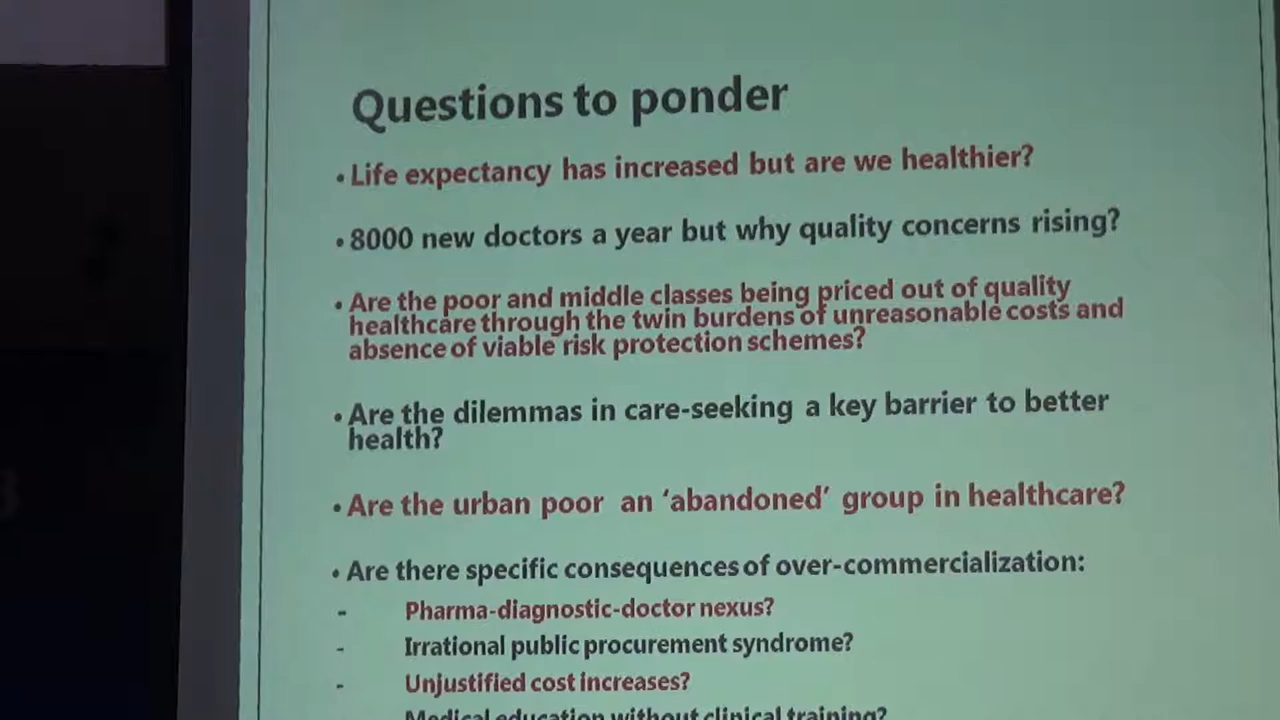 Questions to ponder
• Life expectancy has increased but are we healthier?
• 8000 new doctors a year but why quality concerns rising?
• Are the poor and middle classes being priced out of quality
healthcare through the twin burdens of unreasonable costs and
absence of viable risk protection schemes?
• Are the dilemmas in care-seeking a key barrier to better
health?
• Are the urban poor an ‘abandoned’ group in healthcare?
• Are there specific consequences of over-commercialization:
- Pharma-diagnostic-doctor nexus?
- Irrational public procurement syndrome?
- Unjustified cost increases?
Medical education without clinical training?